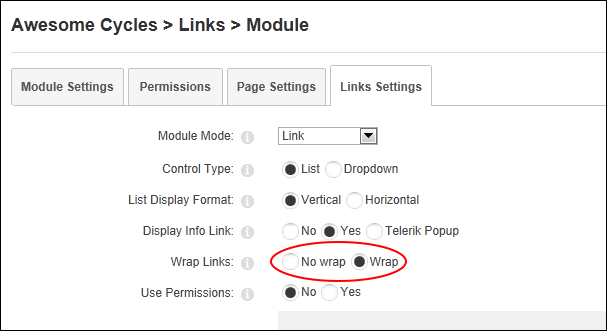 Awesome Cycles > Links > Module
Module Settings Permissions Page Settings Links Settings
Module Mode: Link
Control Type: List Dropdown
List Display Format: Vertical Horizontal
Display Info Link: No Yes Telerik Popup
Wrap Links: No wrap Wrap
Use Permissions: No Yes